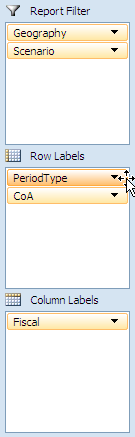 Report Filter
Geography
Scenario
Row Labels
PeriodType
CoA
Column Labels
Fiscal